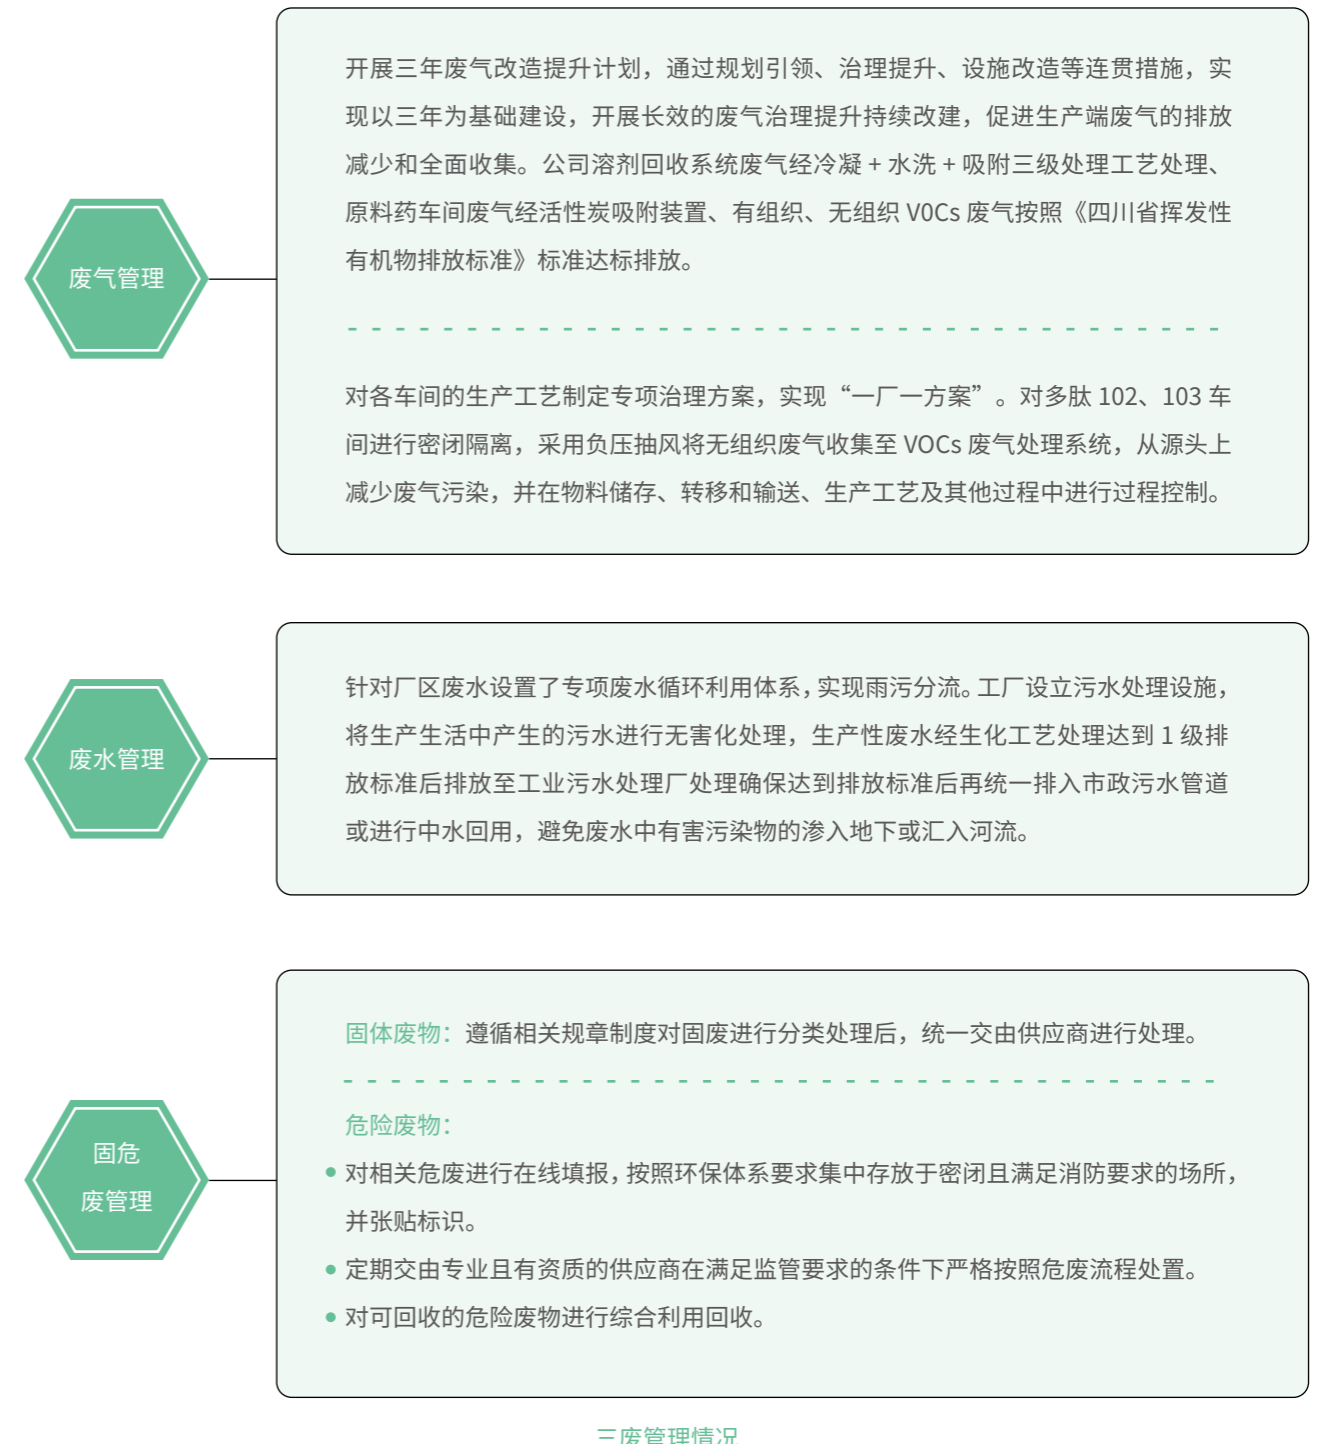 废气管理
开展三年废气改造提升计划，通过规划引领、治理提升、设施改造等连贯措施，实
现以三年为基础建设，开展长效的废气治理提升持续改建，促进生产端废气的排放
减少和全面收集。公司溶剂回收系统废气经冷凝 + 水洗 + 吸附三级处理工艺处理、
原料药车间废气经活性炭吸附装置、有组织、无组织 V0Cs 废气按照《四川省挥发性
有机物排放标准》标准达标排放。
对各车间的生产工艺制定专项治理方案，实现“一厂一方案”。对多肽 102、103 车
间进行密闭隔离，采用负压抽风将无组织废气收集至 VOCs 废气处理系统，从源头上
减少废气污染，并在物料储存、转移和输送、生产工艺及其他过程中进行过程控制。
废水管理
针对厂区废水设置了专项废水循环利用体系，实现雨污分流。工厂设立污水处理设施，
将生产生活中产生的污水进行无害化处理，生产性废水经生化工艺处理达到 1 级排
放标准后排放至工业污水处理厂处理确保达到排放标准后再统一排入市政污水管道
或进行中水回用，避免废水中有害污染物的渗入地下或汇入河流。
固危
废管理
固体废物：遵循相关规章制度对固废进行分类处理后，统一交由供应商进行处理。
危险废物：
对相关危废进行在线填报，按照环保体系要求集中存放于密闭且满足消防要求的场所，
并张贴标识。
定期交由专业且有资质的供应商在满足监管要求的条件下严格按照危废流程处置。
对可回收的危险废物进行综合利用回收。
三废管理情况